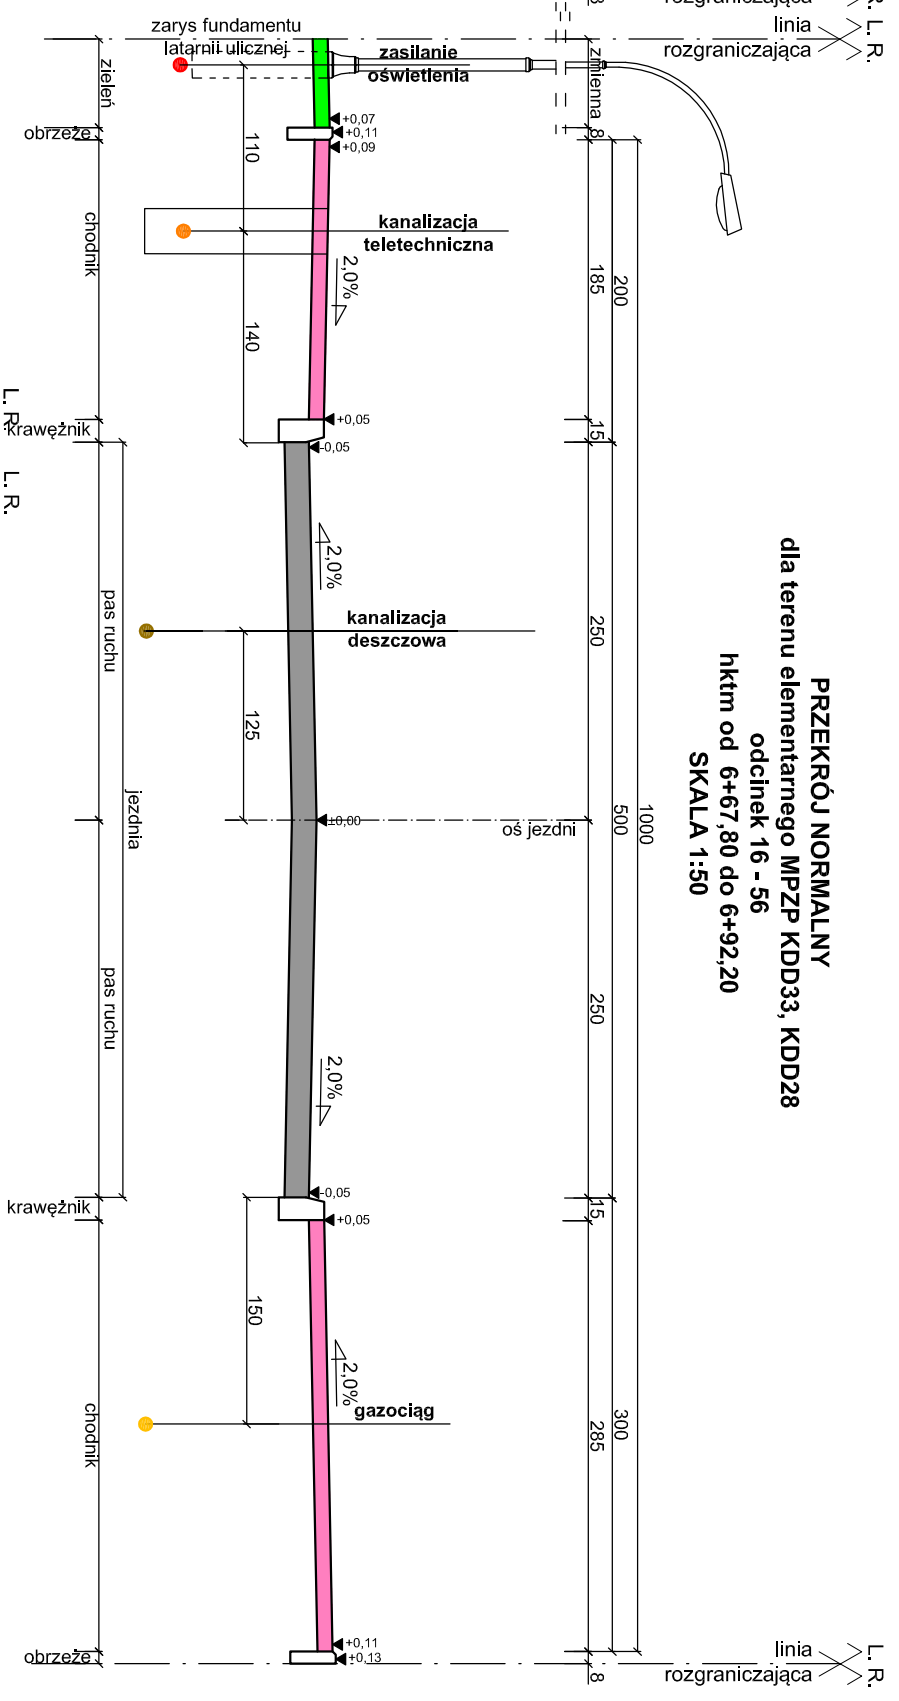 PRZEKRÓJ NORMALNY
dla terenu elementarnego MPZP KDD33, KDD28
odcinek 16 - 56
hktm od 6+67,80 do 6+92,20
SKALA 1:50
rozgraniczająca
R.
8
linia
rozgraniczająca
L. R.
L. R.
zarys fundamentu
latarnii ulicznej
zasilanie
oświetlenia
zmienna
8
zieleń
obrzeże
+0,07
+0,11
+0,09
110
chodnik
kanalizacja
teletechniczna
2,0%
185
200
140
L. R.
krawężnik
+0,05
-0,05
15
L. R.
2,0%
pas ruchu
kanalizacja
deszczowa
250
125
jezdnia
±0,00
oś jezdni
500
1000
pas ruchu
250
2,0%
krawężnik
-0,05
+0,05
15
150
2,0%
gazociąg
chodnik
285
300
obrzeże
+0,11
+0,13
8
linia
rozgraniczająca
L. R.
L. R.